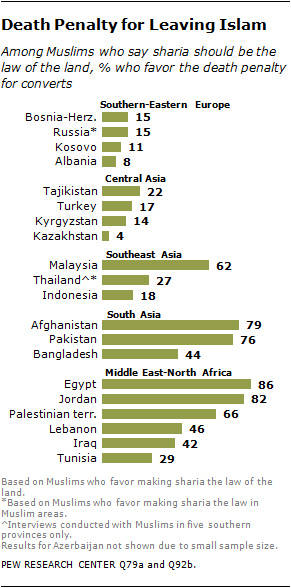 Death Penalty for Leaving Islam
Among Muslims who say sharia should be the
law of the land, % who favor the death penalty
for converts
Southern-Eastern Europe
Bosnia-Herz. 15
Russia* 15
Kosovo 11
Albania 8
Central Asia
Tajikistan 22
Turkey 17
Kyrgyzstan 14
Kazakhstan 4
Southeast Asia
Malaysia 62
Thailand^* 27
Indonesia 18
South Asia
Afghanistan 79
Pakistan 76
Bangladesh 44
Middle East-North Africa
Egypt 86
Jordan 82
Palestinian terr. 66
Lebanon 46
Iraq 42
Tunisia 29
Based on Muslims who favor making sharia the law of the
land.
*Based on Muslims who favor making sharia the law in
Muslim areas.
^Interviews conducted with Muslims in five southern
provinces only.
Results for Azerbaijan not shown due to small sample size.
PEW RESEARCH CENTER Q79a and Q92b.